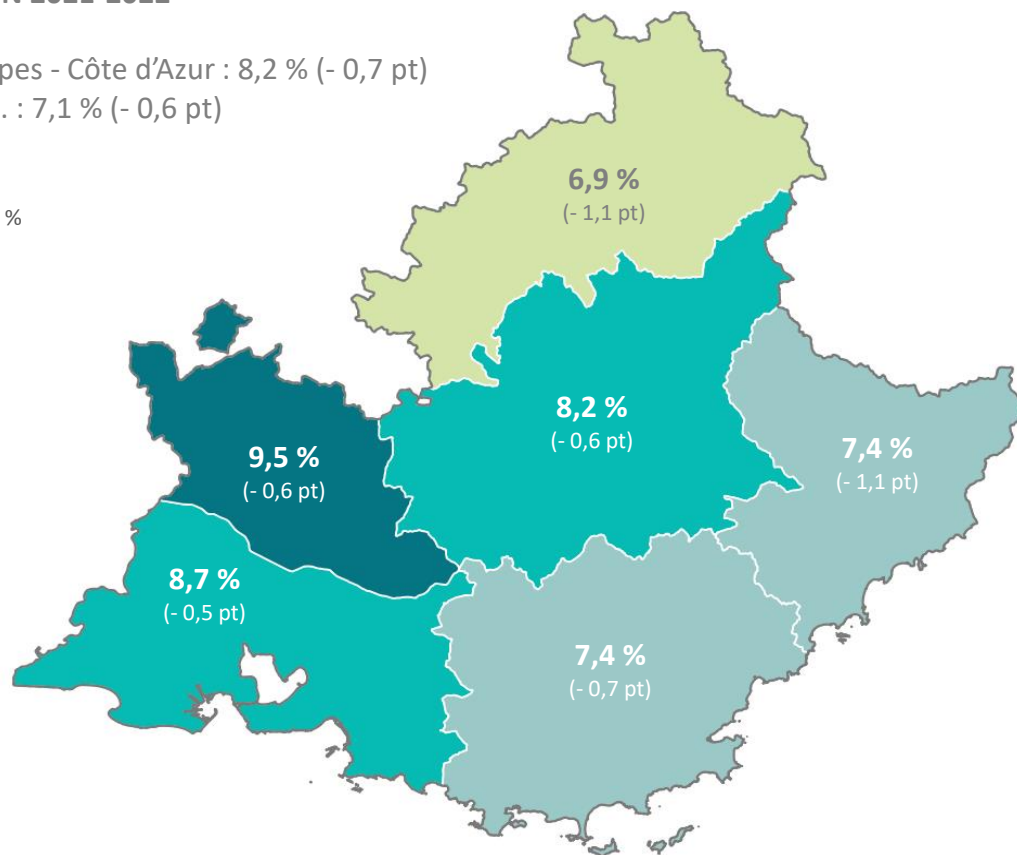 pes - Côte d'Azur : 8,2 % (- 0,7 pt)
. : 7,1 % (- 0,6 pt)
%
6,9 %
(- 1,1 pt)
8,2 %
(- 0,6 pt)
7,4 %
(- 1,1 pt)
9,5 %
(- 0,6 pt)
8,7 %
(- 0,5 pt)
7,4 %
(- 0,7 pt)